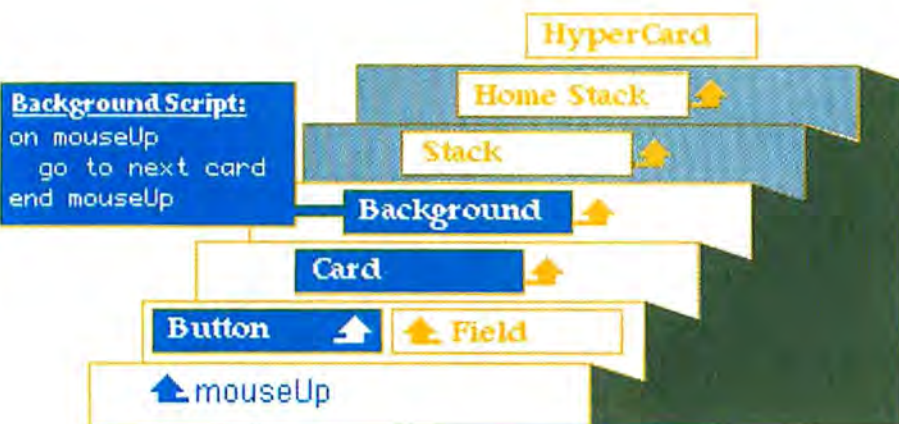 HyperCard
Home Stack
Background Script:
on mouseUp
go to next card
end mouseUp
Stack
Background
Card
Button
Field
mouseUp